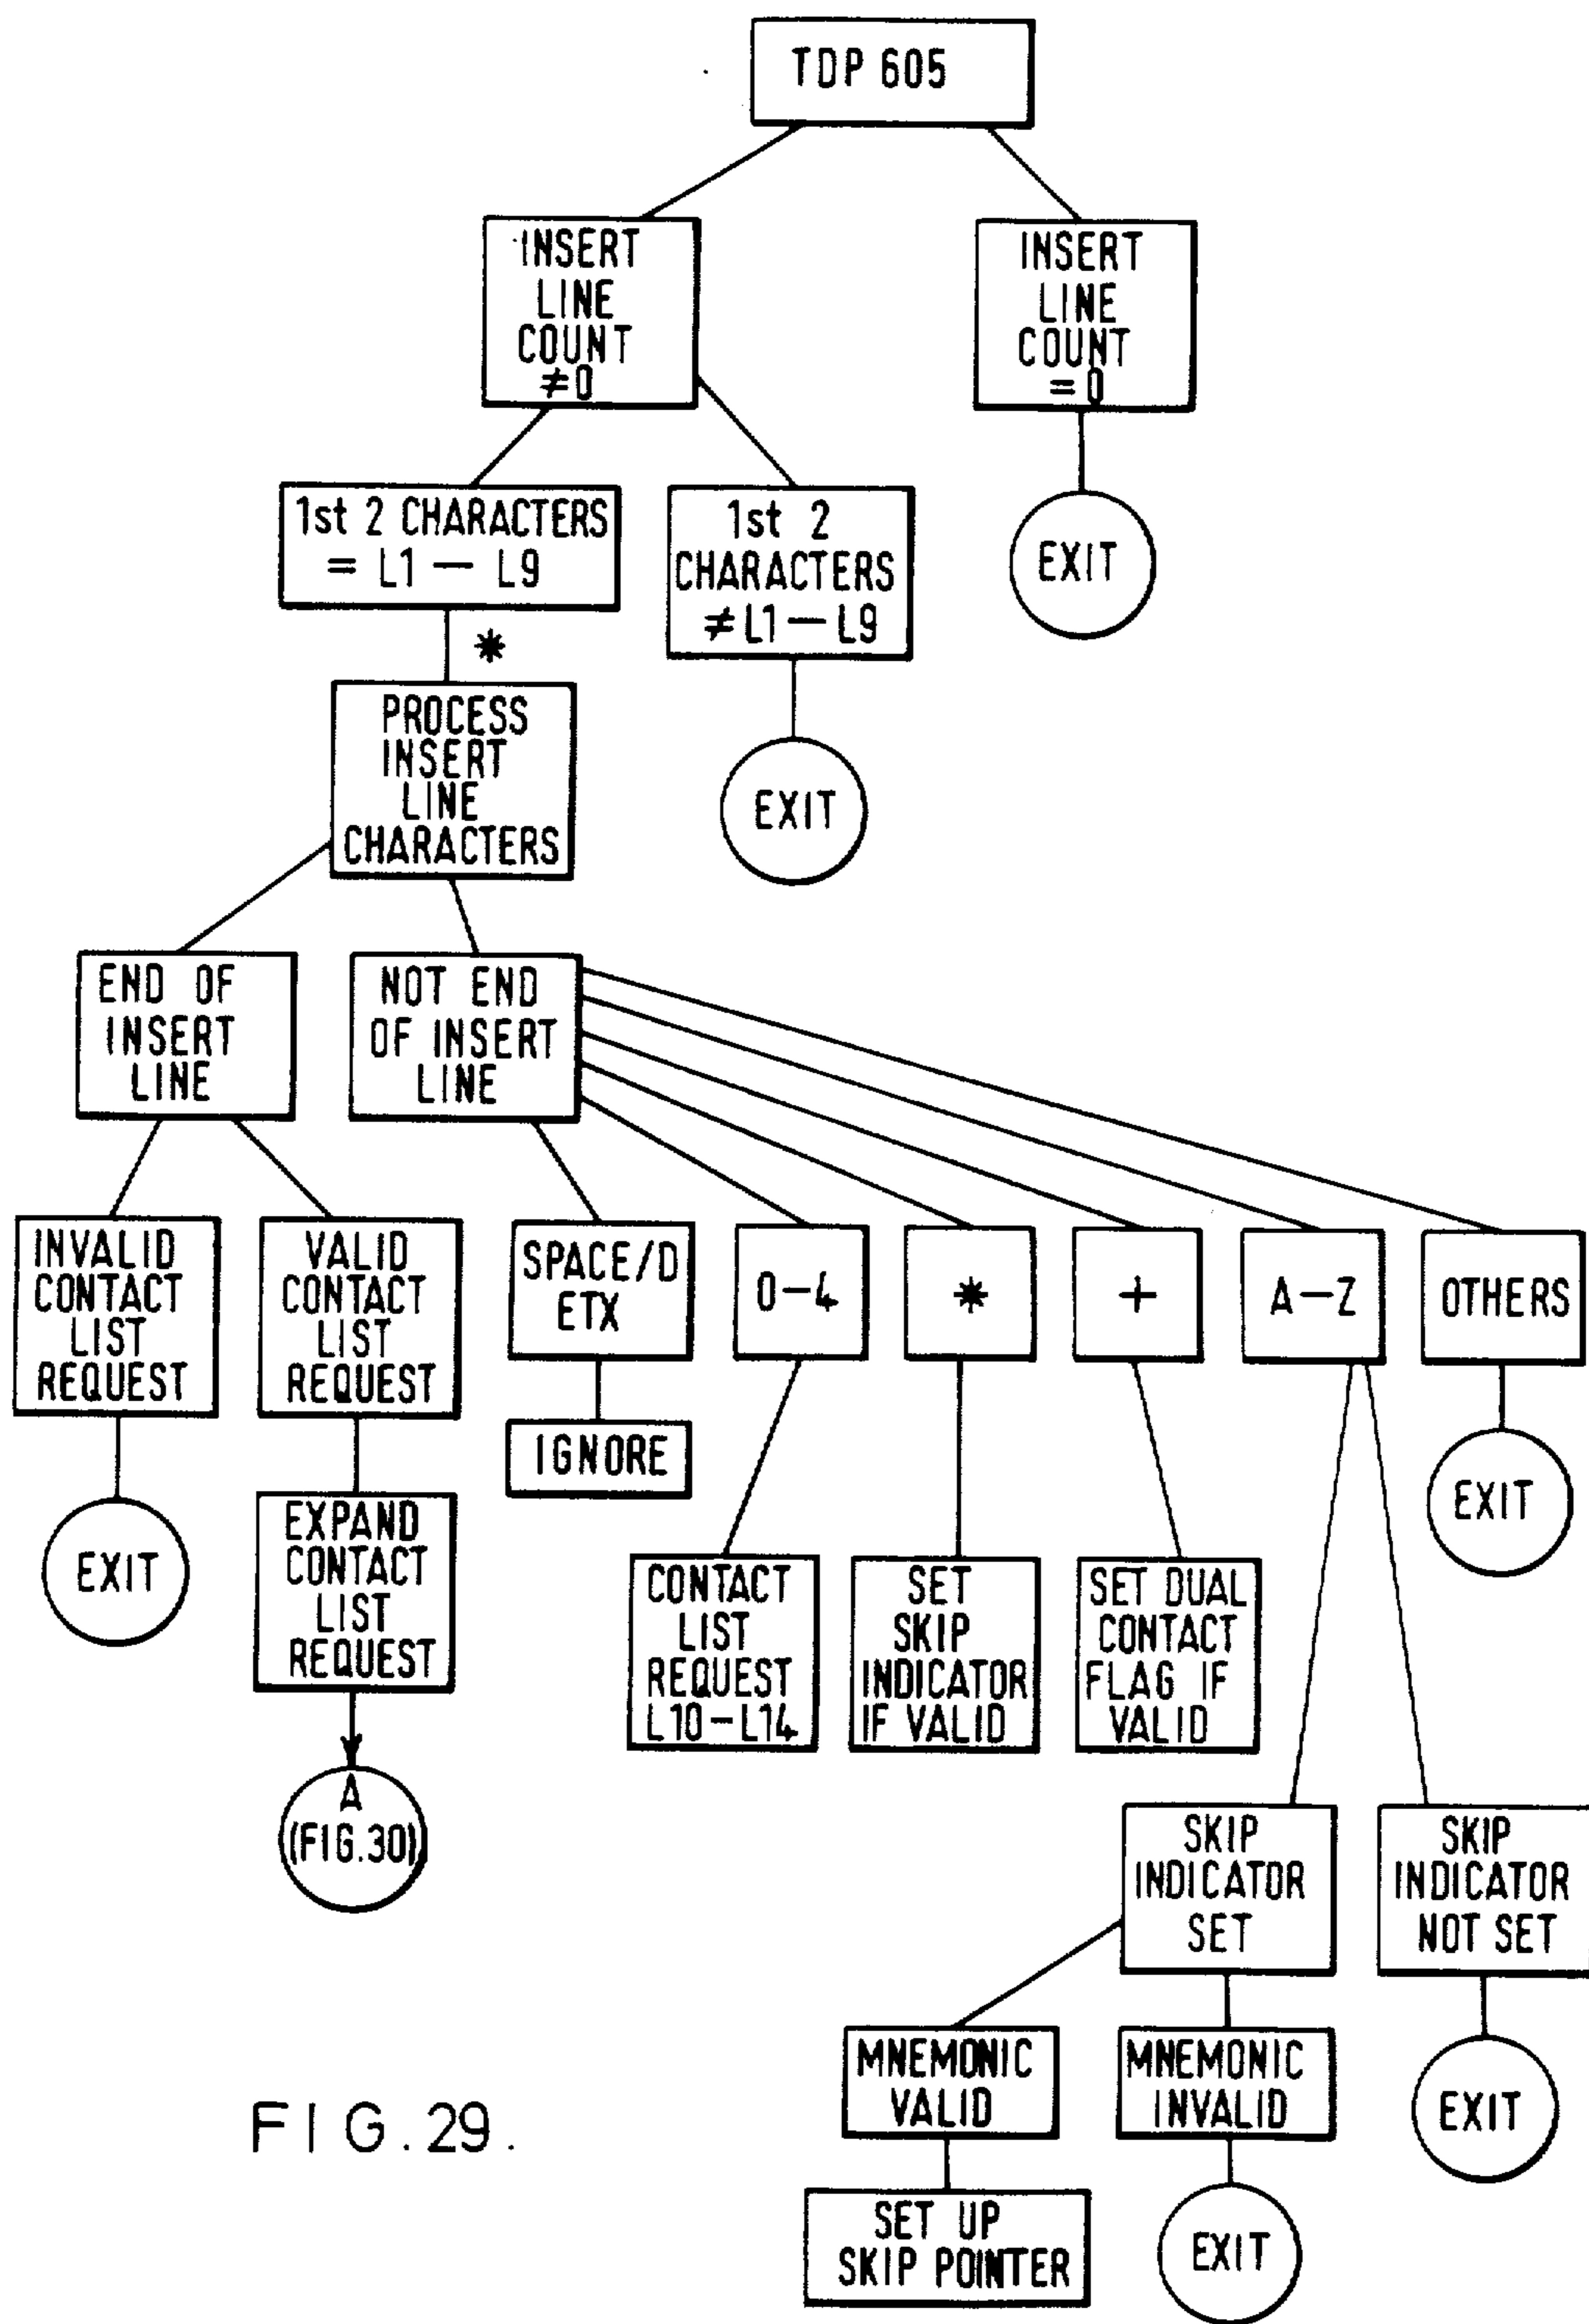 TDP 605
INSERT
LINE
COUNT
≠0
INSERT
LINE
COUNT
=0
1st 2 CHARACTERS
= L1 — L9
1st 2
CHARACTERS
≠L1—L9
EXIT
*
PROCESS
INSERT
LINE
CHARACTERS
EXIT
END OF
INSERT
LINE
NOT END
OF INSERT
LINE
INVALID
CONTACT
LIST
REQUEST
VALID
CONTACT
LIST
REQUEST
SPACE/D
ETX
0—4
*
+
A—Z
OTHERS
IGNORE
EXIT
EXIT
EXPAND
CONTACT
LIST
REQUEST
CONTACT
LIST
REQUEST
L10—L14
SET
SKIP
INDICATOR
IF VALID
SET DUAL
CONTACT
FLAG IF
VALID
A
(FIG.30)
SKIP
INDICATOR
SET
SKIP
INDICATOR
NOT SET
MNEMONIC
VALID
MNEMONIC
INVALID
EXIT
SET UP
SKIP POINTER
EXIT
FIG.29.